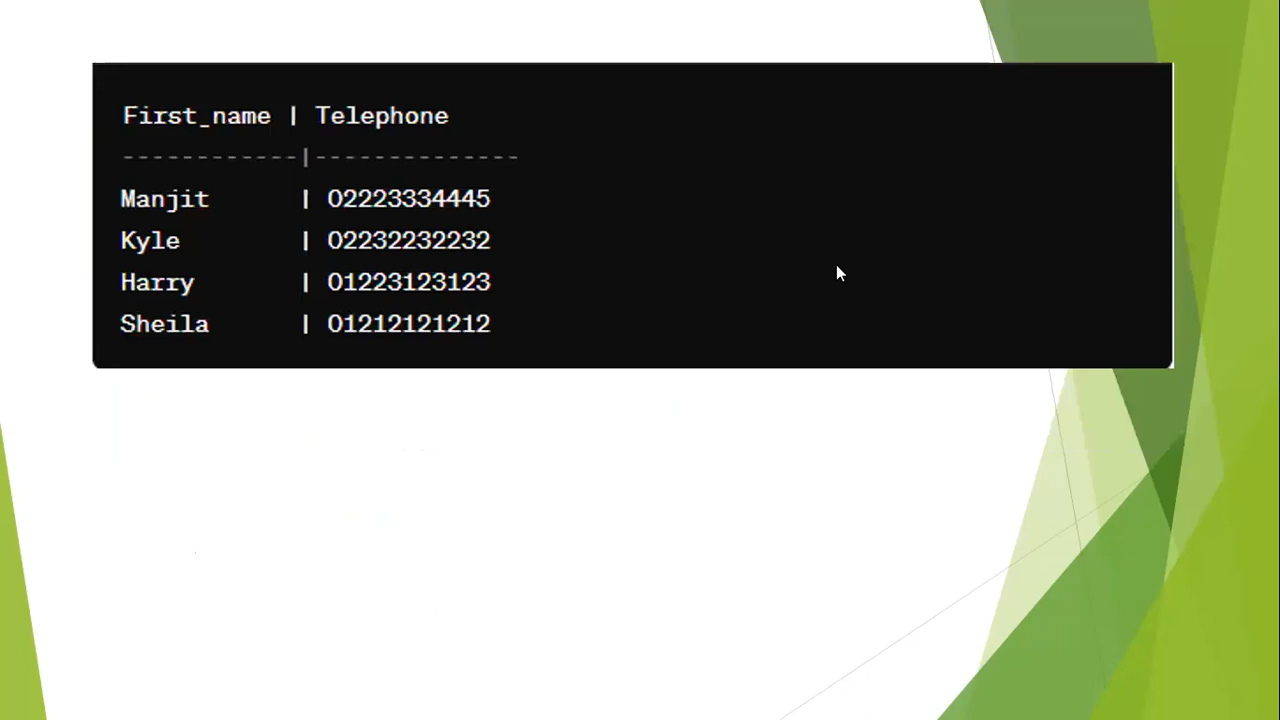 First_name | Telephone
------------|--------------
Manjit | 02223334445
Kyle | 02232232232
Harry | 01223123123
Sheila | 01212121212